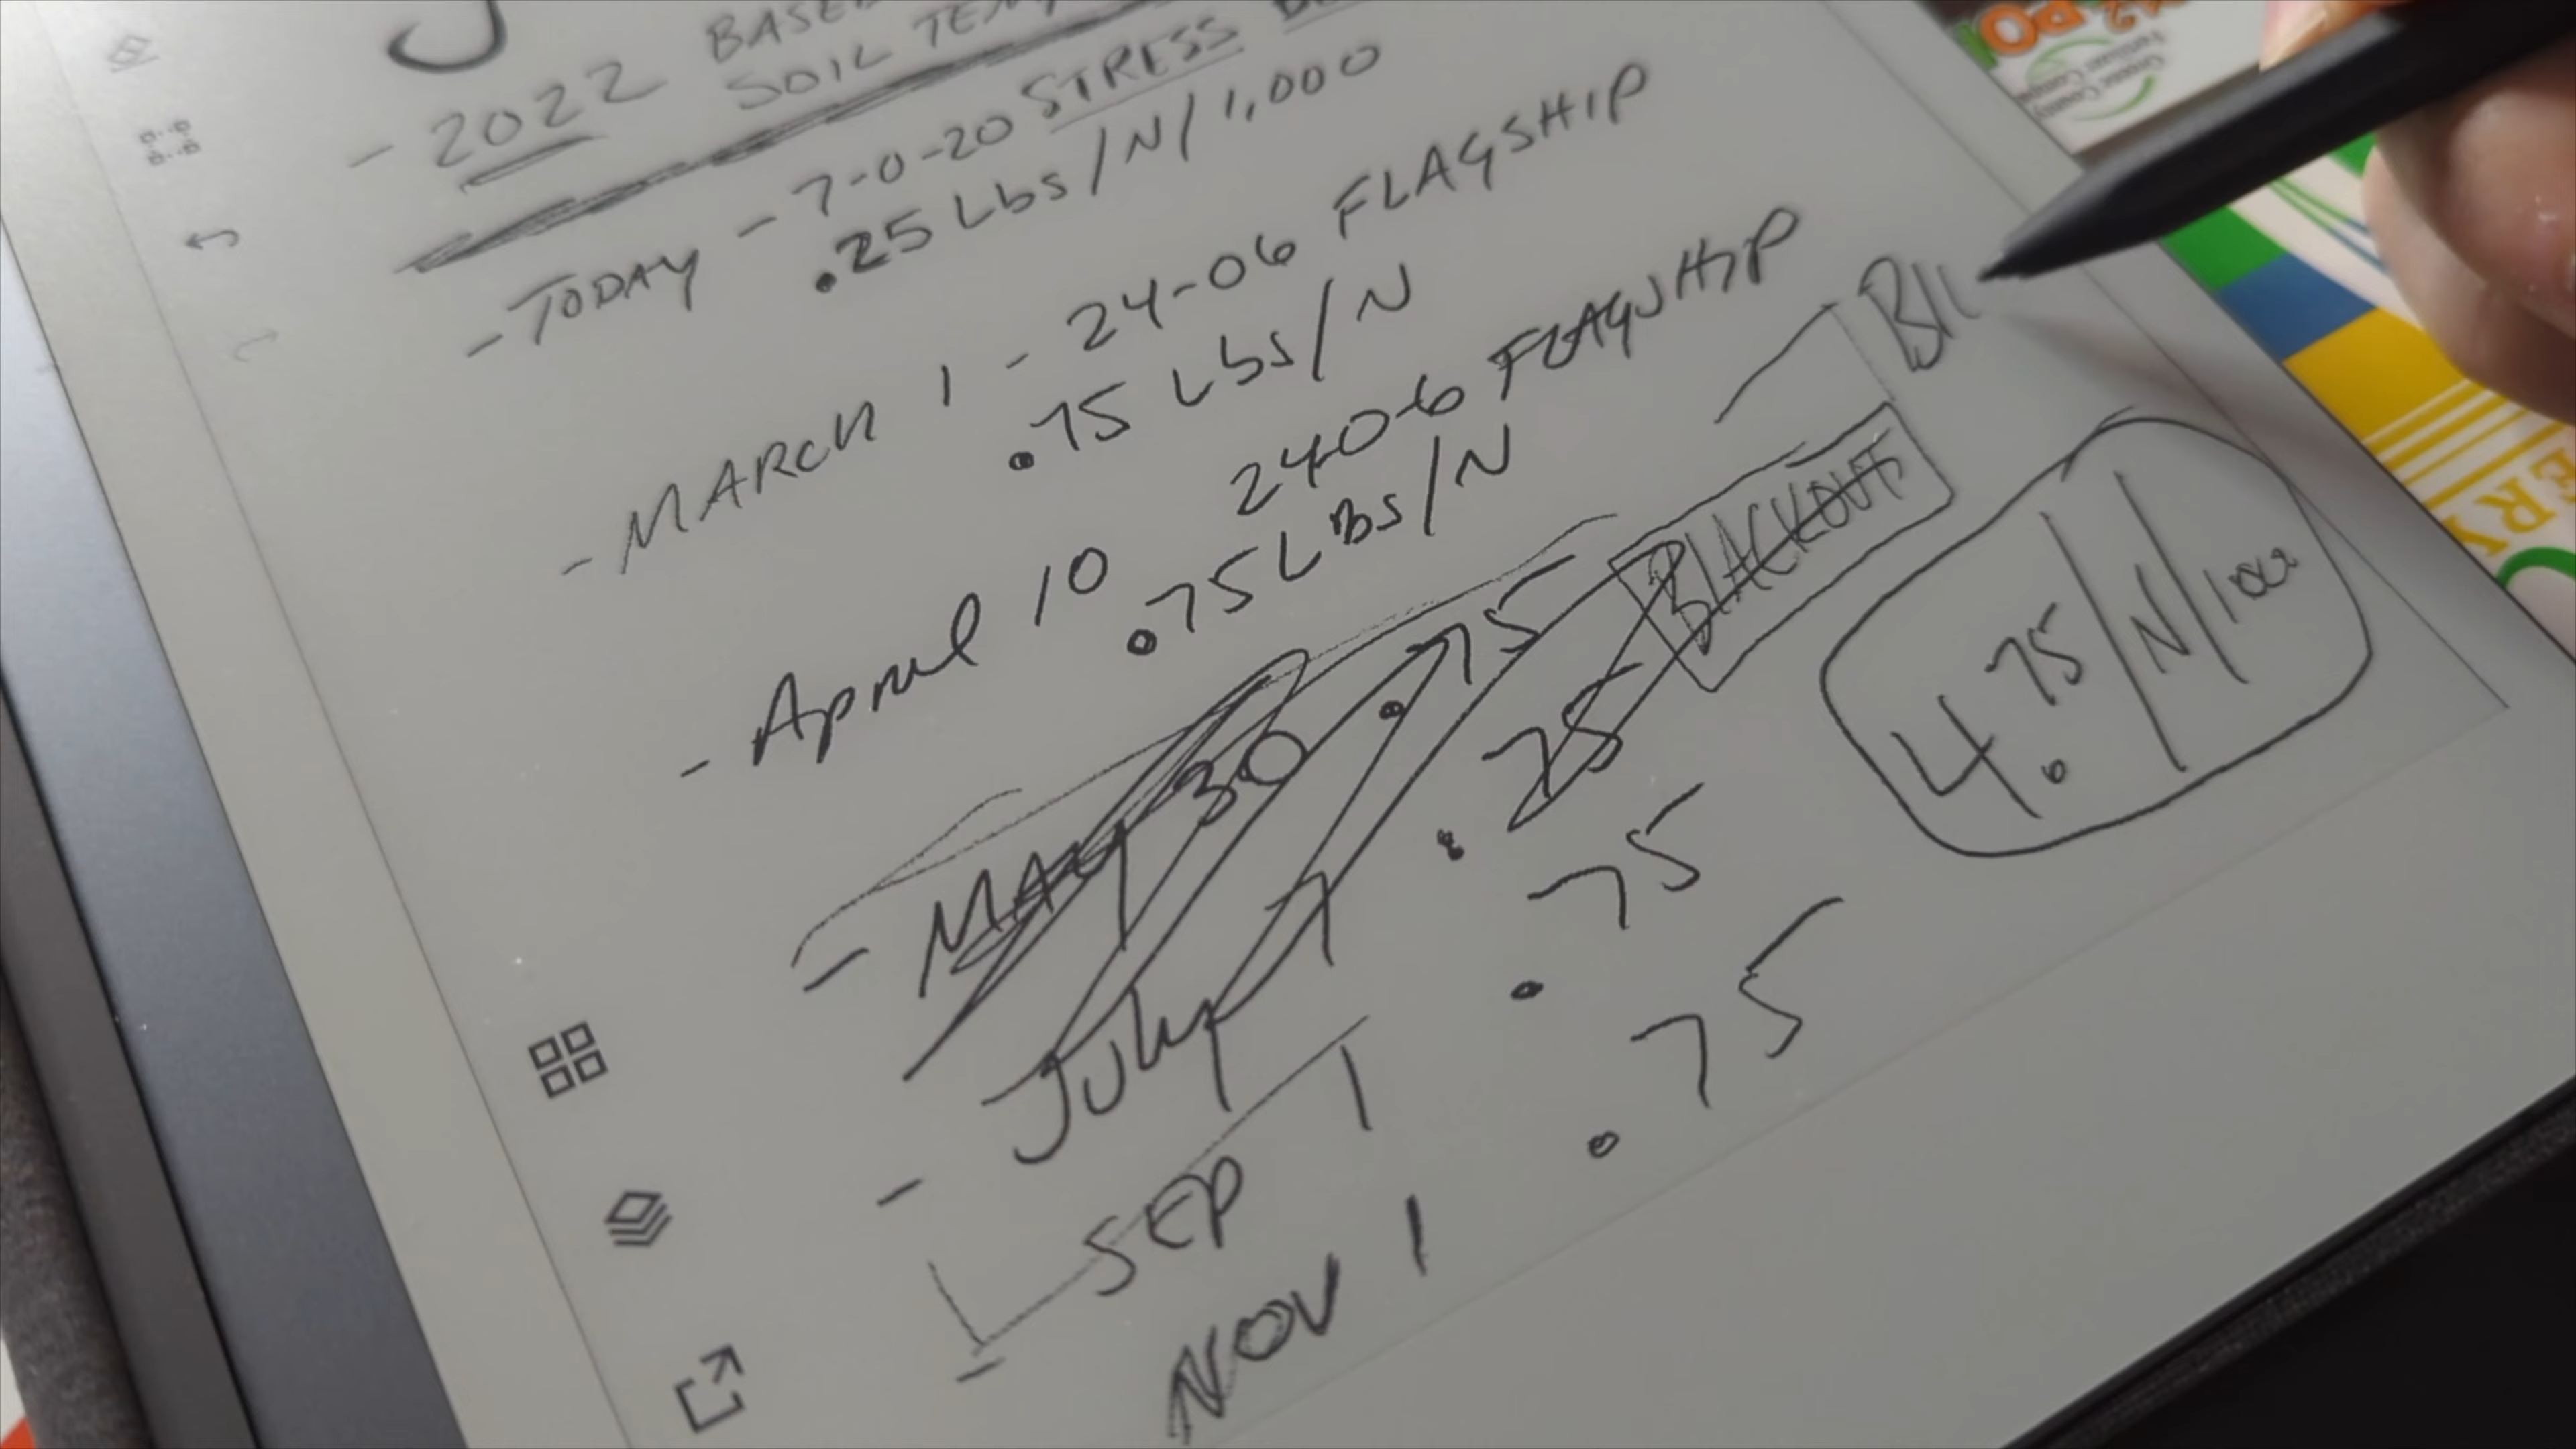 - 2022 BASE
SOIL TEMP
- TODAY - 7-0-20 STRESS
.25 Lbs/N/1,000
- MARCH 1 - 24-06 FLAGSHIP
.75 Lbs/N
- April 10 24-0-6 FLAGSHIP
.75 LBs/N
- MAY 30 .75 BLACKOUT
- July 1 .75
SEP 1 .75
- NOV 1 .75
4.75/N/1000
ERY